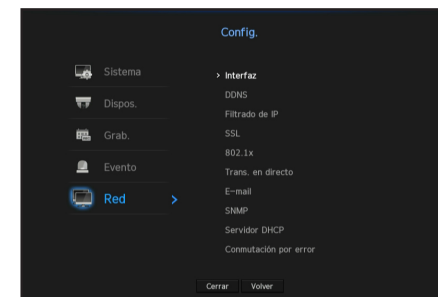 Config.
Sistema
Dispos.
Grab.
Evento
Red >
> Interfaz
DDNS
Filtrado de IP
SSL
802.1x
Trans. en directo
E-mail
SNMP
Servidor DHCP
Conmutación por error
Cerrar Volver